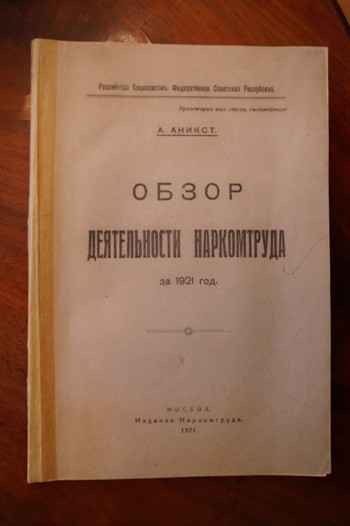 Российская Социалистич. Федеративная Советская Республика.
Пролетарии всех стран, соединяйтесь!
А. АНИКСТ.
ОБЗОР
ДЕЯТЕЛЬНОСТИ НАРКОМТРУДА
за 1921 год.
МОСКВА.
Издание Наркомтруда.
1921.